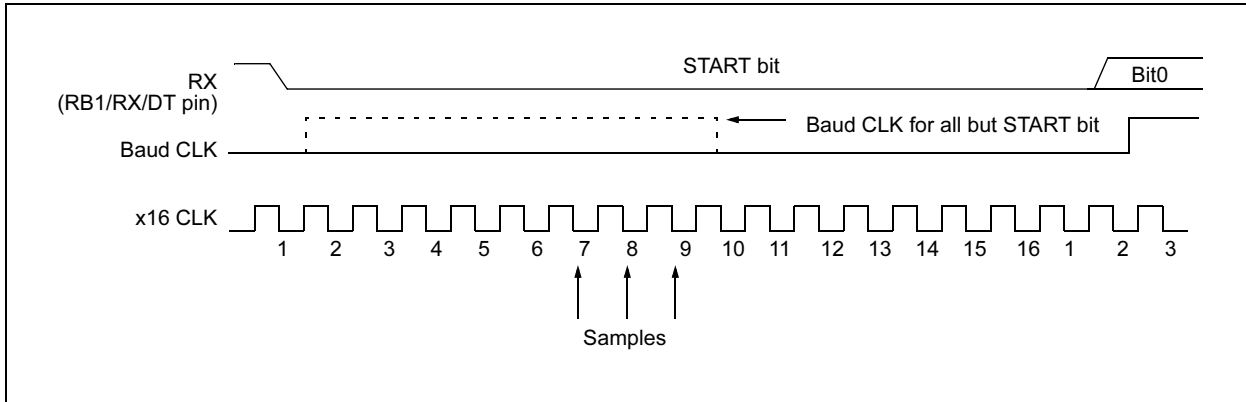 START bit
RX
(RB1/RX/DT pin)
Bit0
Baud CLK for all but START bit
Baud CLK
x16 CLK
1 2 3 4 5 6 7 8 9 10 11 12 13 14 15 16 1 2 3
Samples